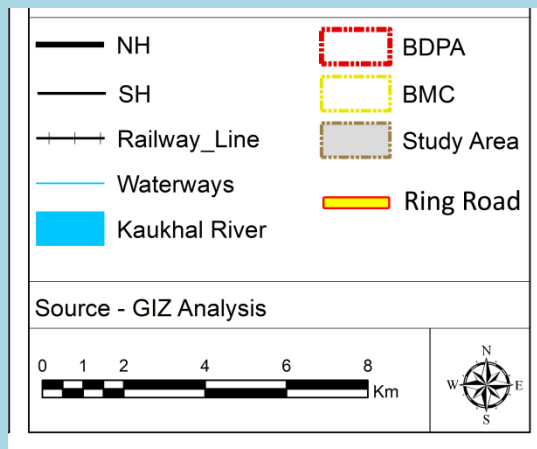 NH
SH
Railway_Line
Waterways
Kaukhal River
BDPA
BMC
Study Area
Ring Road
Source - GIZ Analysis
0 1 2 4 6 8
Km
N
W E
S